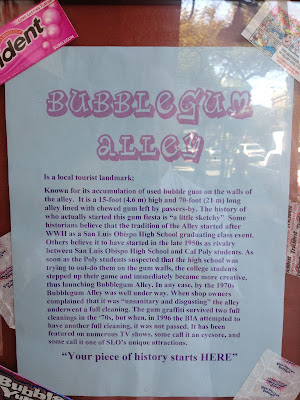 dent
BUBBLEGUM
BUBBLEGUM
ALLEY
Is a local tourist landmark;
Known for its accumulation of used bubble gum on the walls of
the alley. It is a 15-foot (4.6 m) high and 70-foot (21 m) long
alley lined with chewed gum left by passers-by. The history of
who actually started this gum fiesta is "a little sketchy" Some
historians believe that the tradition of the Alley started after
WWII as a San Luis Obispo High School graduating class event.
Others believe it to have started in the late 1950s as rivalry
between San Luis Obispo High School and Cal Poly students. As
soon as the Poly students suspected that the high school was
trying to out-do them on the gum walls, the college students
stepped up their game and immediately became more creative,
thus launching Bubblegum Alley. In any case, by the 1970s
Bubblegum Alley was well under way. When shop owners
complained that it was "unsanitary and disgusting" the alley
underwent a full cleaning. The gum graffiti survived two full
cleanings in the '70s, but when, in 1996 the BIA attempted to
have another full cleaning, it was not passed. It has been
featured on numerous TV shows, some call it an eyesore, and
some call it one of SLO's unique attractions.
"Your piece of history starts HERE"
Bubble
Yum